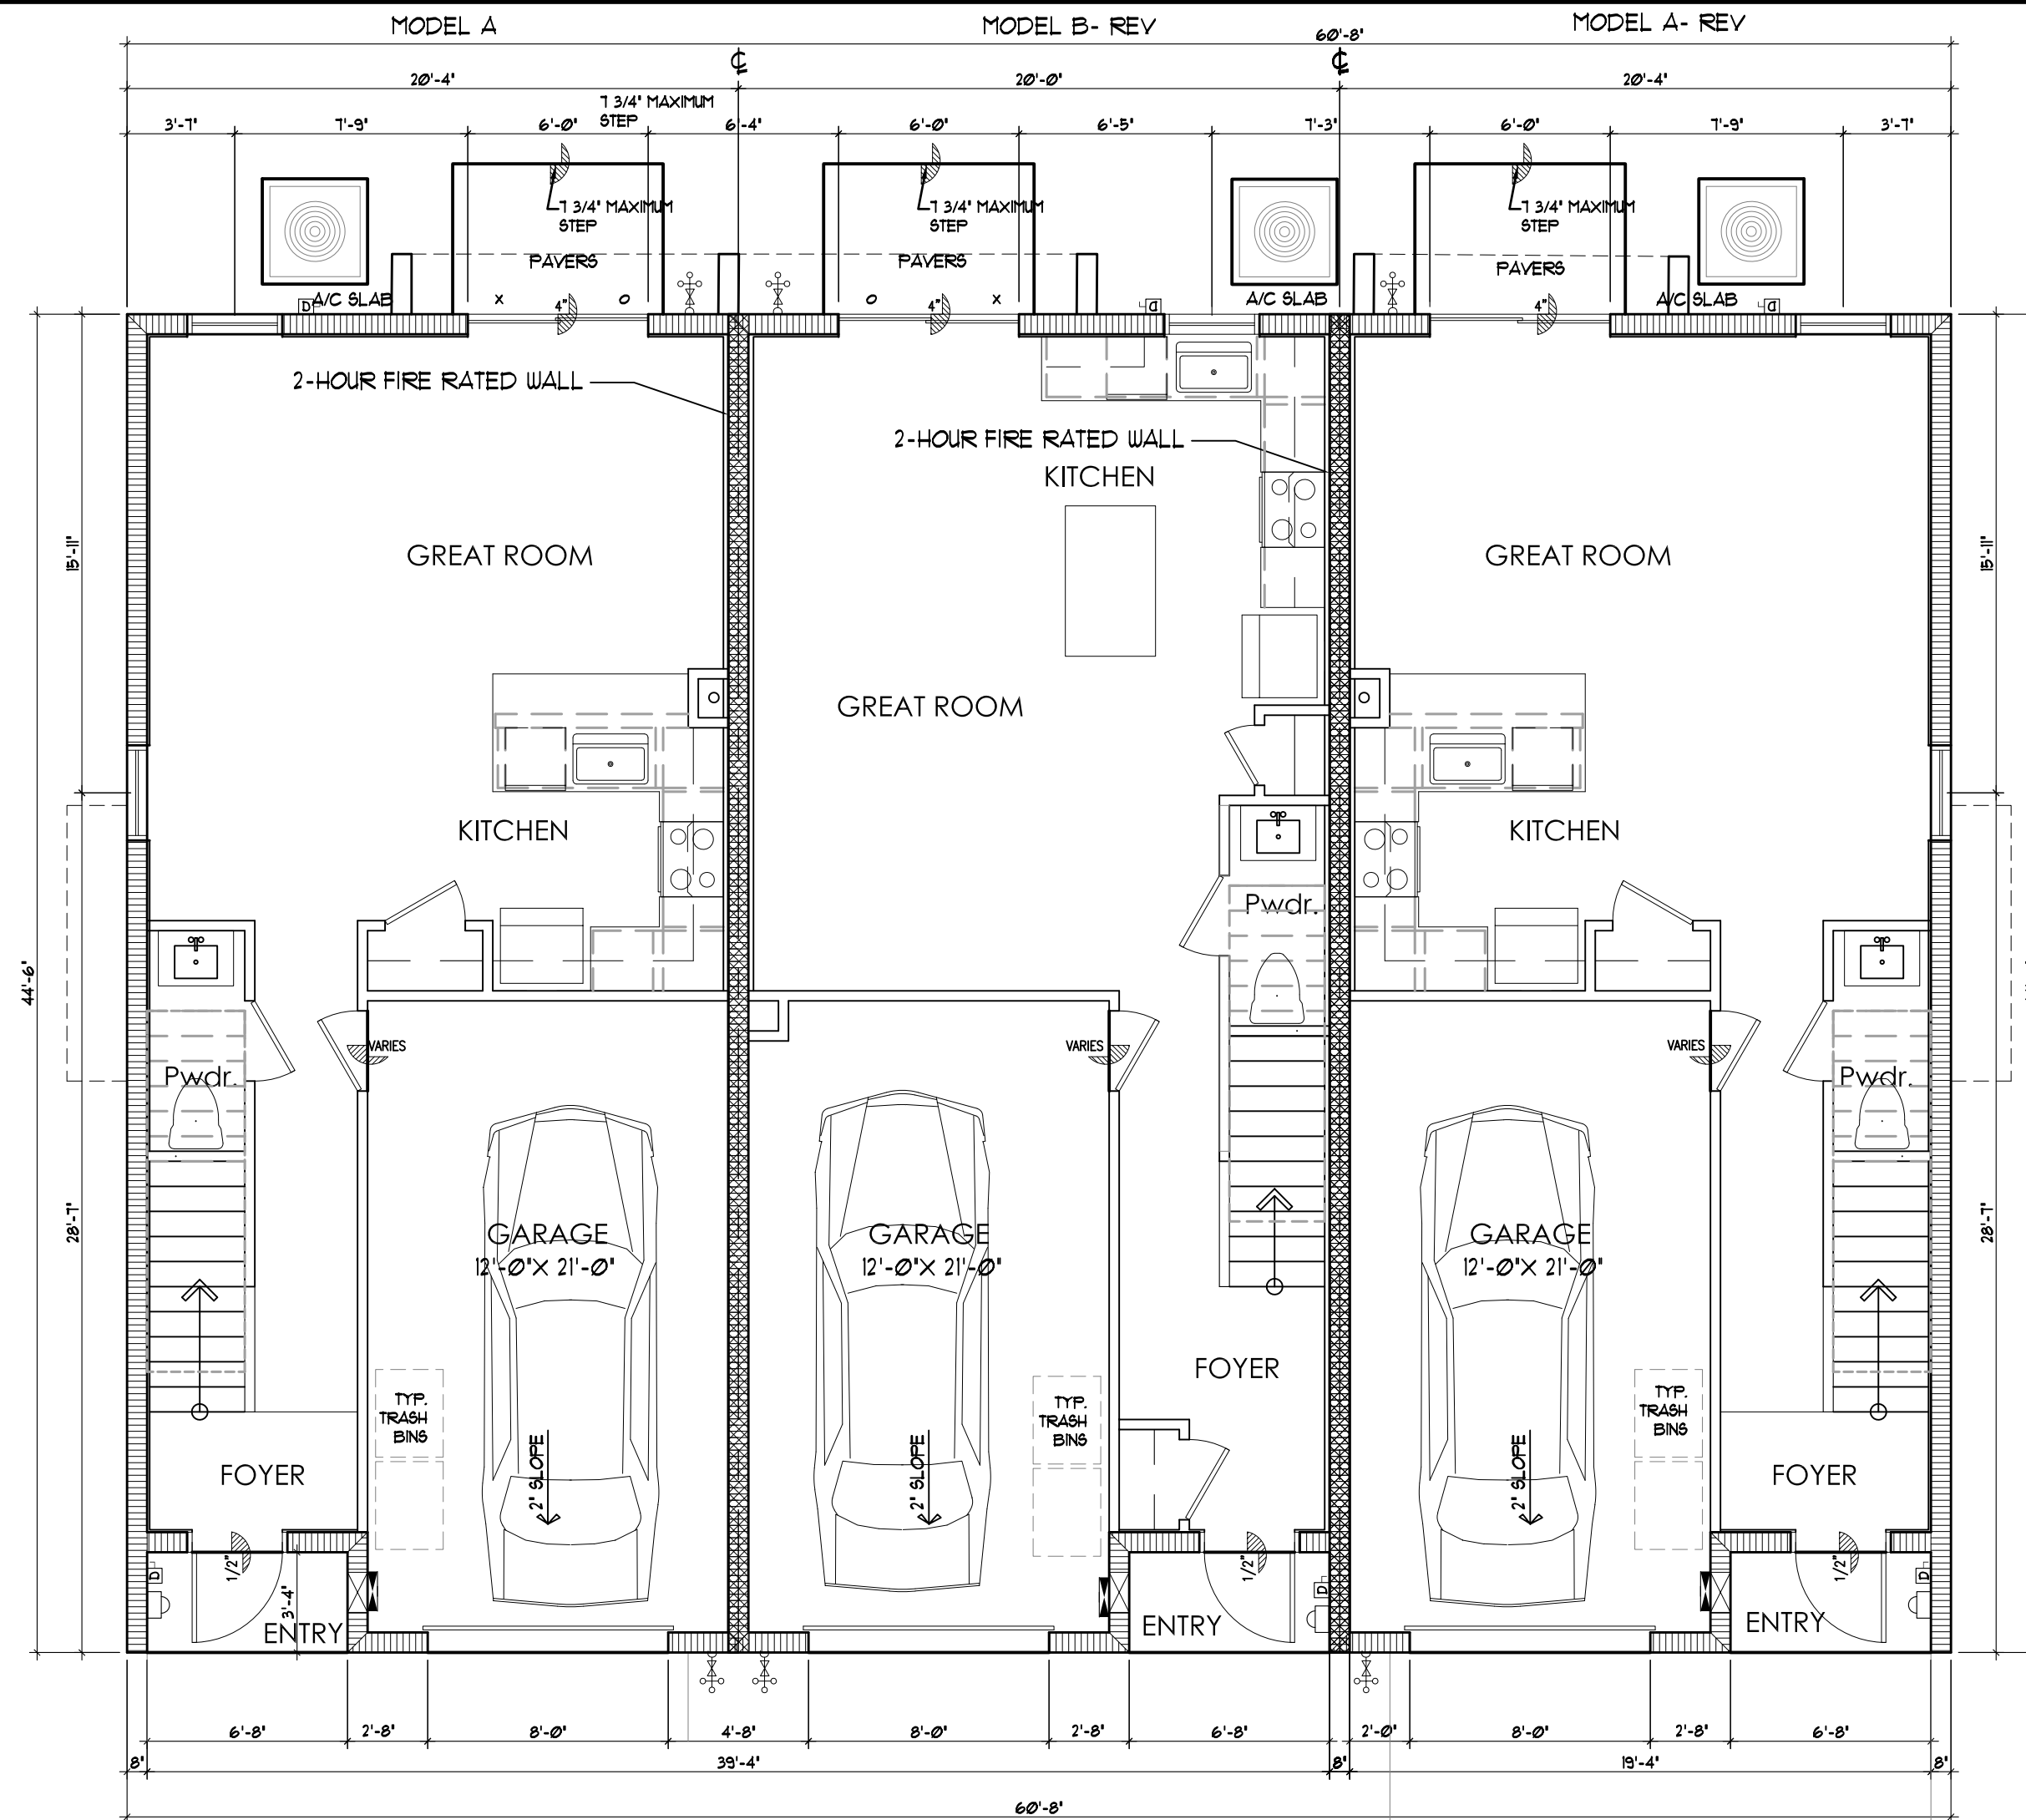 MODEL A
MODEL B- REV
MODEL A- REV
60'-8"
℄
℄
20'-4"
20'-0"
20'-4"
7 3/4" MAXIMUM
STEP
3'-7"
7'-9"
6'-0"
6'-4"
6'-0"
6'-5"
7'-3"
6'-0"
7'-9"
3'-7"
7 3/4" MAXIMUM
STEP
7 3/4" MAXIMUM
STEP
7 3/4" MAXIMUM
STEP
PAVERS
PAVERS
PAVERS
D
A/C SLAB
X
O
4"
O
X
4"
D
A/C SLAB
4"
A/C SLAB
D
2-HOUR FIRE RATED WALL
2-HOUR FIRE RATED WALL
KITCHEN
15'-11"
15'-11"
GREAT ROOM
GREAT ROOM
GREAT ROOM
KITCHEN
KITCHEN
Pwdr.
44'-6"
VARIES
VARIES
VARIES
Pwdr.
Pwdr.
28'-7"
28'-7"
GARAGE
12'-0"X 21'-0"
GARAGE
12'-0"X 21'-0"
GARAGE
12'-0"X 21'-0"
FOYER
TYP.
TRASH
BINS
TYP.
TRASH
BINS
TYP.
TRASH
BINS
2" SLOPE
2" SLOPE
2" SLOPE
FOYER
FOYER
D
1/2"
3'-4"
ENTRY
1/2"
D
ENTRY
1/2"
D
ENTRY
6'-8"
2'-8"
8'-0"
4'-8"
8'-0"
2'-8"
6'-8"
2'-0"
8'-0"
2'-8"
6'-8"
8"
39'-4"
8"
19'-4"
8"
60'-8"